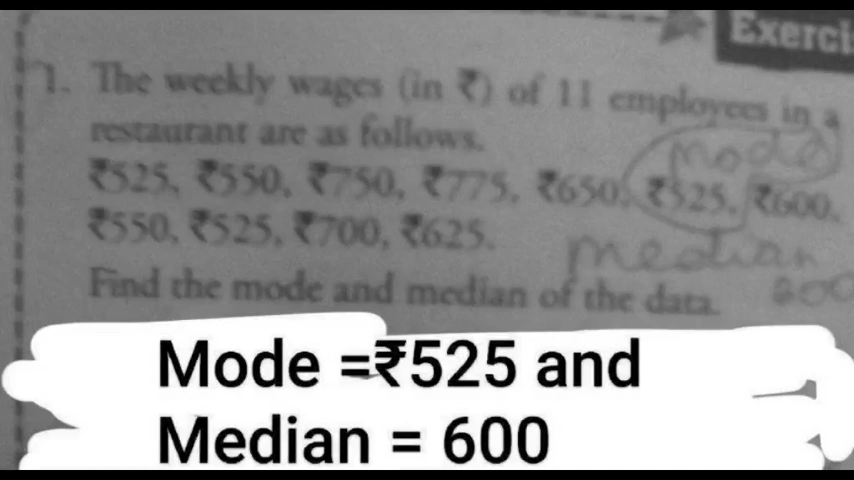 Exerci
1. The weekly wages (in ₹) of 11 employees in a
restaurant are as follows.
mode
₹525, ₹550, ₹750, ₹775, ₹650, ₹525, ₹600,
₹550, ₹525, ₹700, ₹625.
median
Find the mode and median of the data.
Mode =₹525 and
Median = 600